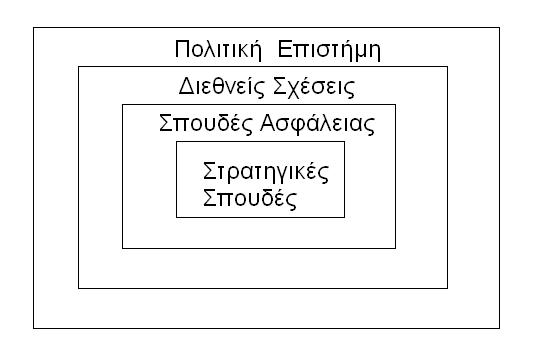 Πολιτική Επιστήμη
Διεθνείς Σχέσεις
Σπουδές Ασφάλειας
Στρατηγικές
Σπουδές